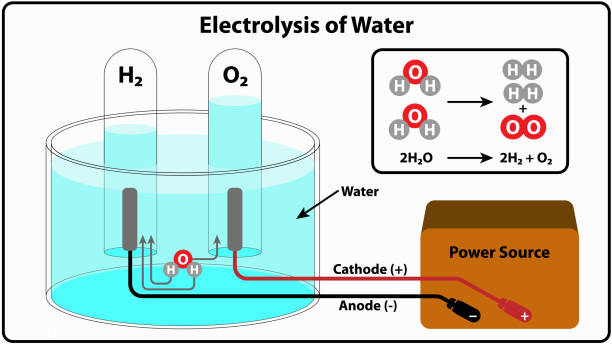 Electrolysis of Water
H₂
O₂
H O H
H O H
H H
H H
+
O O
2H₂O
2H₂ + O₂
Water
Power Source
H O H
Cathode (+)
Anode (-)
−
+